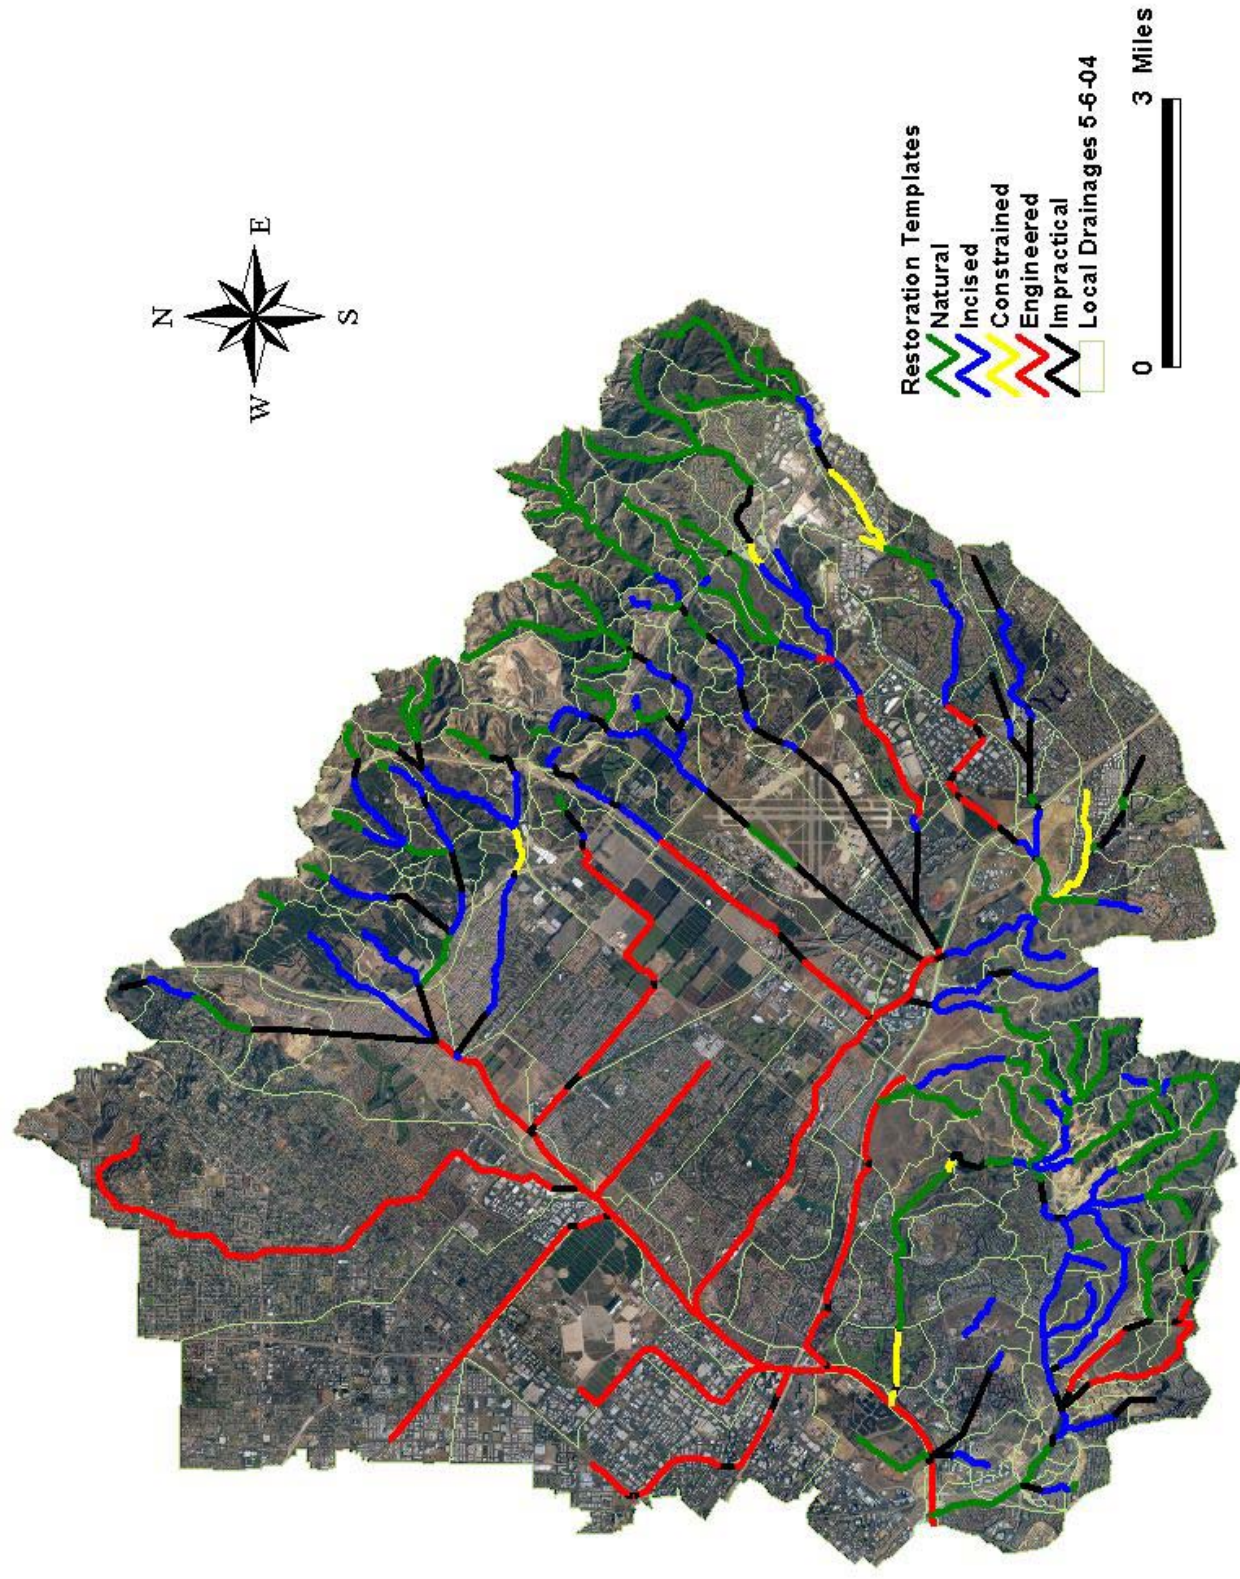 N
W
E
S
Restoration Templates
Natural
Incised
Constrained
Engineered
Impractical
Local Drainages 5-6-04
0
3 Miles